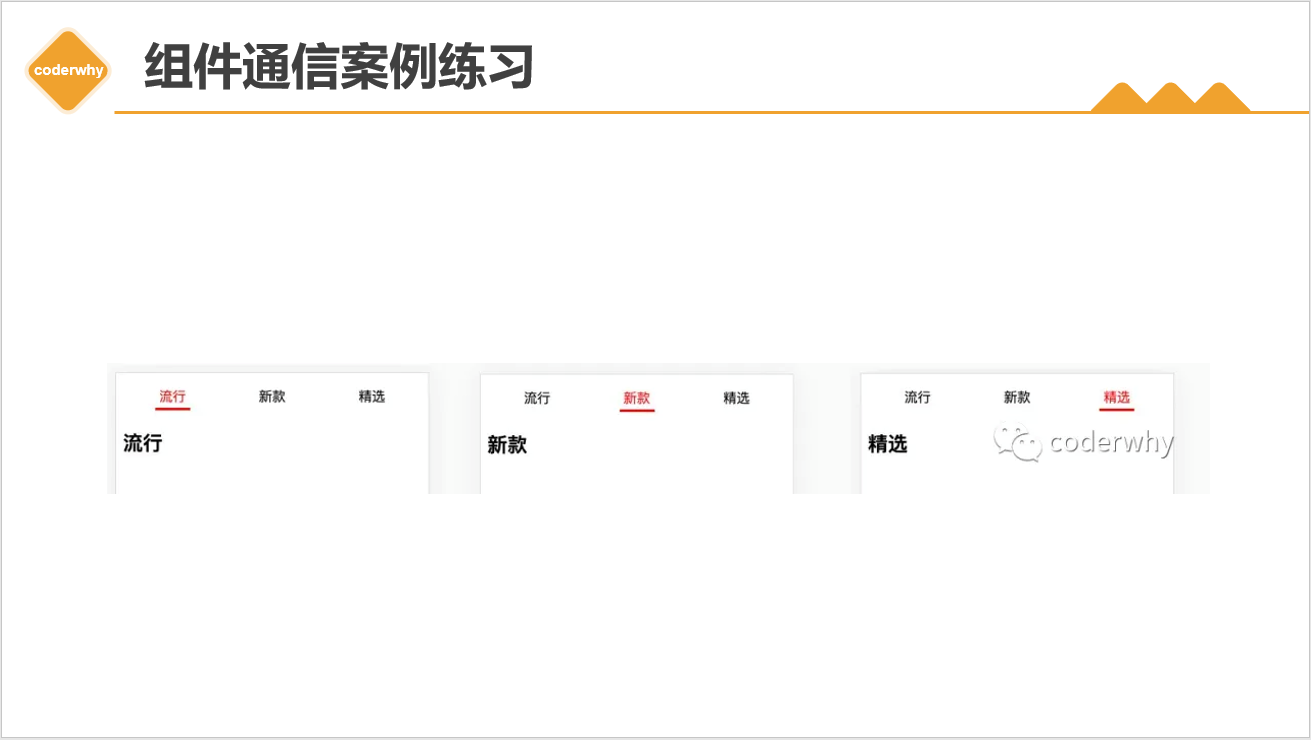 coderwhy
组件通信案例练习
流行 新款 精选
流行
流行 新款 精选
新款
流行 新款 精选
精选
coderwhy